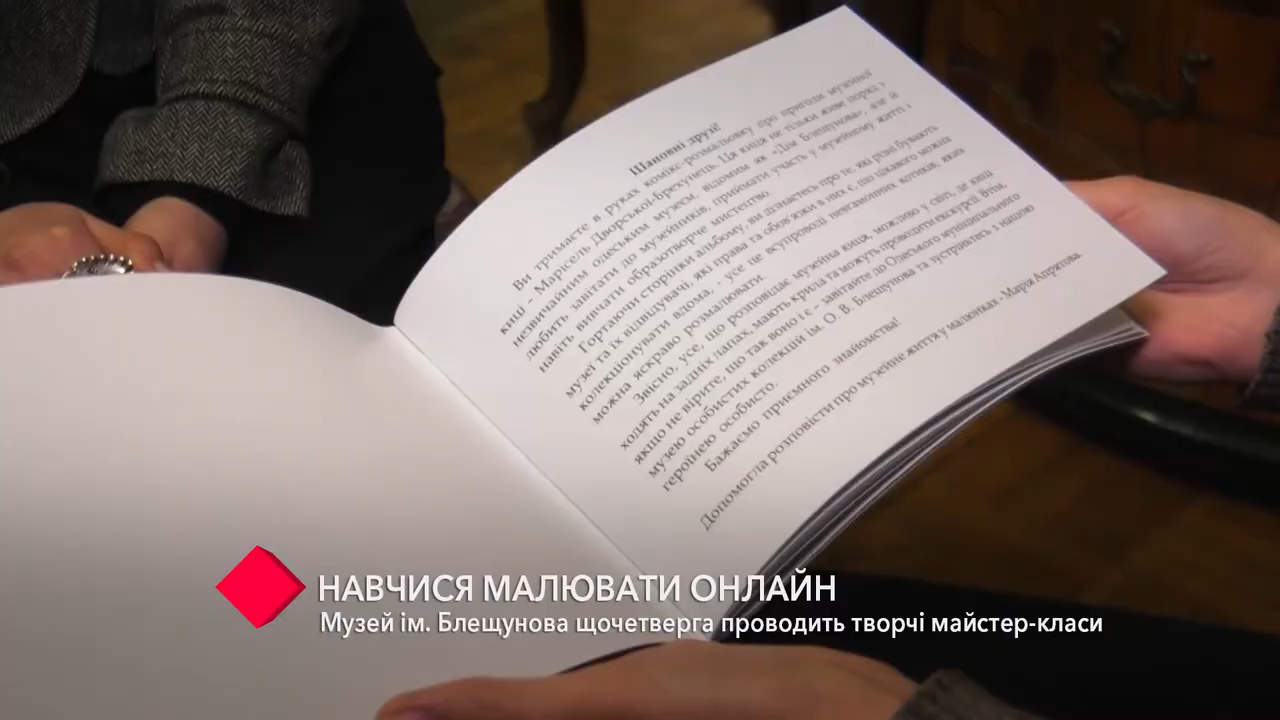 Шановні друзі!
Ви тримаєте в руках комікс-розмальовку про пригоди музейної
киці – Марісель Дворської-Брехунець. Ця киця не тільки живе поряд у
незвичайним одеським музеєм, відомим як «Дім Блещунова», але й
любить завітати до музейників, приймати участь у музейному житті і
навіть вивчати образотворче мистецтво.
Гортаючи сторінки альбому, ви дізнаєтесь про те, які різні бувають
музеї та їх відвідувачі, які права та обов'язки в них є, що цікавого можна
колекціонувати вдома, - усе це всупроводі невгамонних котиків, яких
можна яскраво розмалювати.
Звісно, усе, що розповідає музейна киця, можливо у світі, де киці
ходять на задніх лапах, мають крила та можуть проводити екскурсії. Втім,
якщо не вірите, що так воно і є - завітайте до Одеського муніципального
музею особистих колекцій ім. О. В. Блещунова та зустріньтесь з нашою
героїнею особисто.
Бажаємо приємного знайомства!
Допомогла розповісти про музейне життя у малюнках - Марія Апрятова.
НАВЧИСЯ МАЛЮВАТИ ОНЛАЙН
Музей ім. Блещунова щочетверга проводить творчі майстер-класи